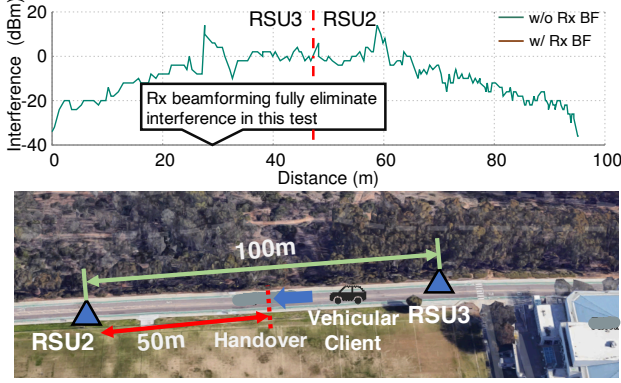 20
0
-20
-40
Interference (dBm)
RSU3 RSU2
w/o Rx BF
w/ Rx BF
Rx beamforming fully eliminate
interference in this test
0 20 40 60 80 100
Distance (m)
100m
RSU2
50m
Handover
Vehicular
Client
RSU3